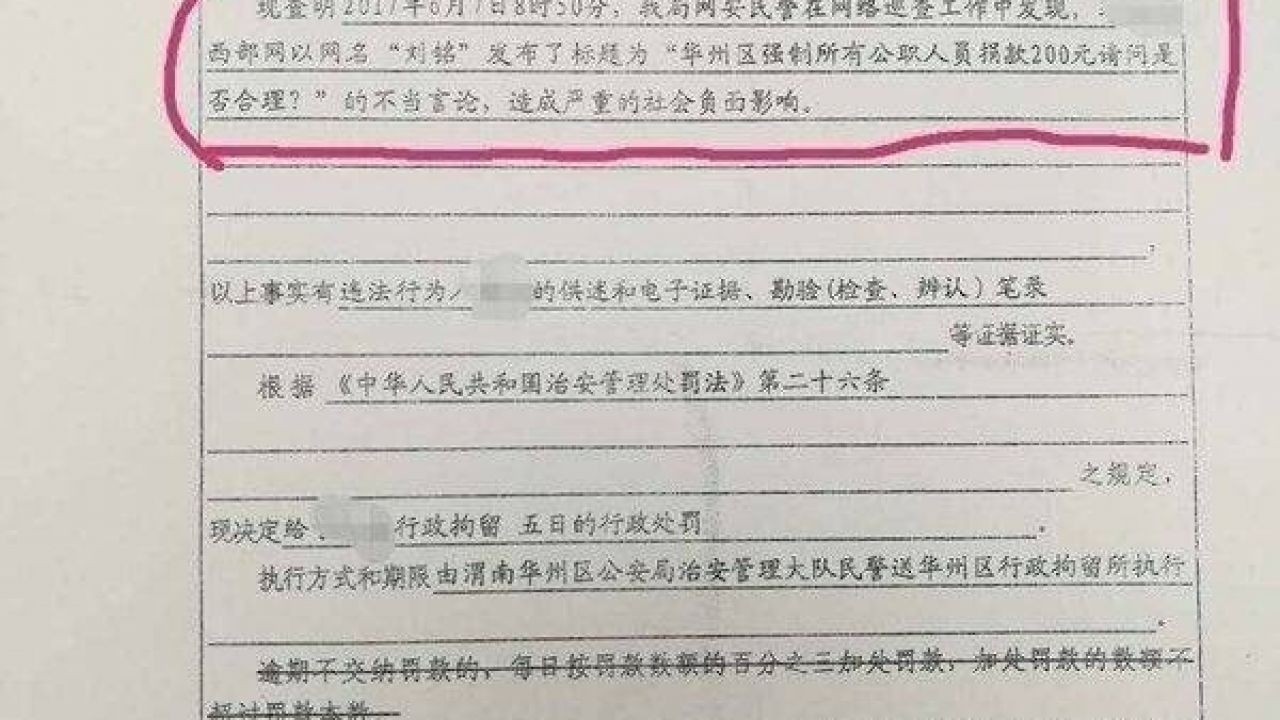 现查明2017年6月7日8时50分，我局网安民警在网络巡查工作中发现，
西部网以网名“刘铭”发布了标题为“华州区强制所有公职人员捐款200元请问是
否合理？”的不当言论，造成严重的社会负面影响。
以上事实有违法行为人的供述和电子证据、勘验(检查、辨认）笔录
等证据证实。
根据《中华人民共和国治安管理处罚法》第二十六条
之规定，
现决定给 行政拘留 五日的行政处罚
执行方式和期限由渭南华州区公安局治安管理大队民警送华州区行政拘留所执行
。
逾期不交纳罚款的，每日按罚款数额的百分之三加处罚款，加处罚款的数额不
超过罚款本数。